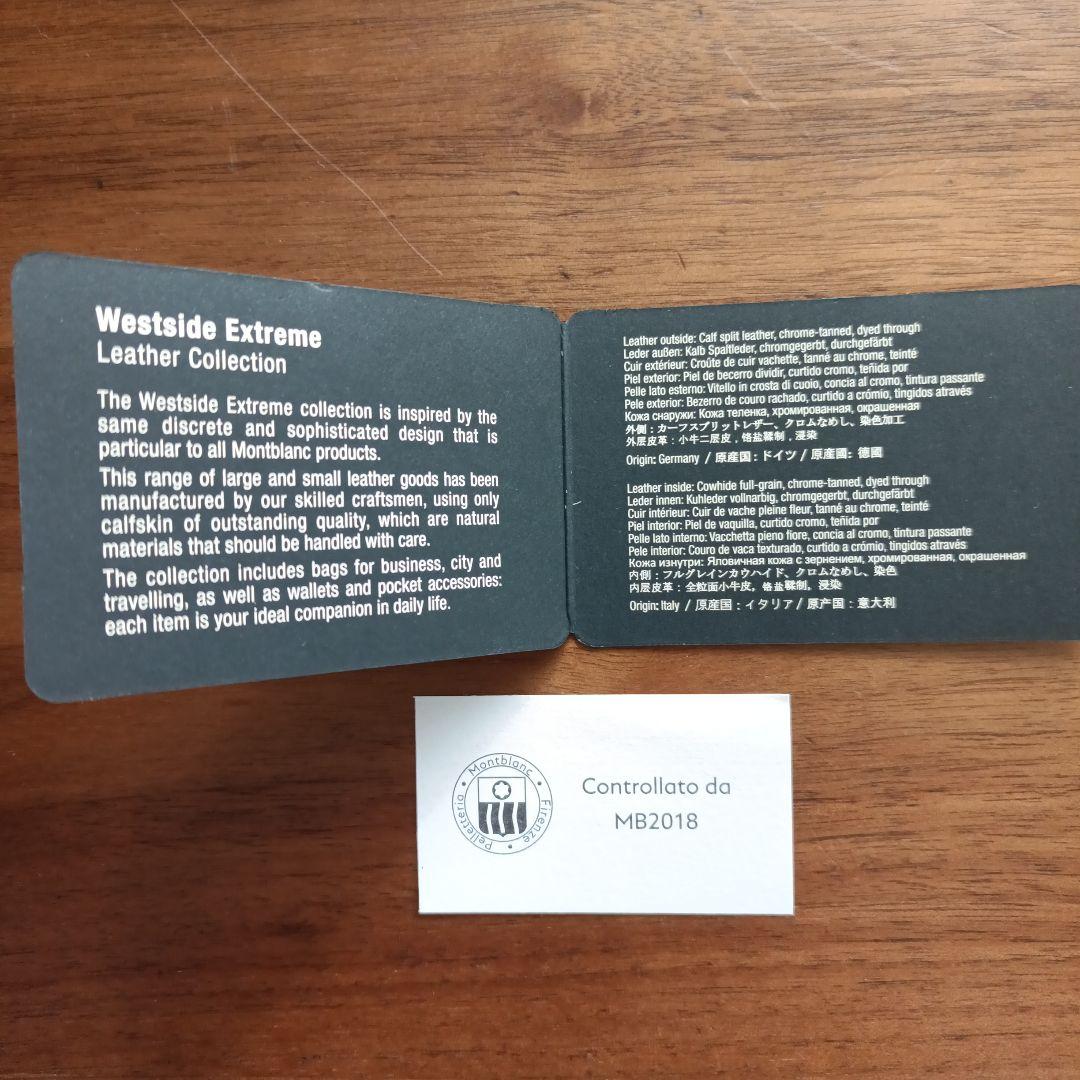 Westside Extreme
Leather Collection
The Westside Extreme collection is inspired by the
same discrete and sophisticated design that is
particular to all Montblanc products.
This range of large and small leather goods has been
manufactured by our skilled craftsmen, using only
calfskin of outstanding quality, which are natural
materials that should be handled with care.
The collection includes bags for business, city and
travelling, as well as wallets and pocket accessories:
each item is your ideal companion in daily life.
Leather outside: Calf split leather, chrome-tanned, dyed through
Leder außen: Kalb Spaltleder, chromgegerbt, durchgefärbt
Cuir extérieur: Croûte de cuir vachette, tanné au chrome, teinté
Piel exterior: Piel de becerro dividir, curtido cromo, teñida por
Pelle lato esterno: Vitello in crosta di cuoio, concia al cromo, tintura passante
Pele exterior: Bezerro de couro rachado, curtido a crómio, tingidos através
Кожа снаружи: Кожа теленка, хромированная, окрашенная
外側：カーフスプリットレザー、クロムなめし、染色加工
外层皮革：小牛二层皮，铬盐鞣制，浸染
Origin: Germany / 原産国：ドイツ / 原產國：德國
Leather inside: Cowhide full-grain, chrome-tanned, dyed through
Leder innen: Kuhleder vollnarbig, chromgegerbt, durchgefärbt
Cuir intérieur: Cuir de vache pleine fleur, tanné au chrome, teinté
Piel interior: Piel de vaquilla, curtido cromo, teñida por
Pelle lato interno: Vacchetta pieno fiore, concia al cromo, tintura passante
Pele interior: Couro de vaca texturado, curtido a crómio, tingidos através
Кожа изнутри: Яловичная кожа с зернением, хромированная, окрашенная
内側：フルグレインカウハイド、クロムなめし、染色
内层皮革：全粒面小牛皮，铬盐鞣制，浸染
Origin: Italy / 原産国：イタリア / 原产国：意大利
Montblanc • Firenze • Pelletteria •
Controllato da
MB2018